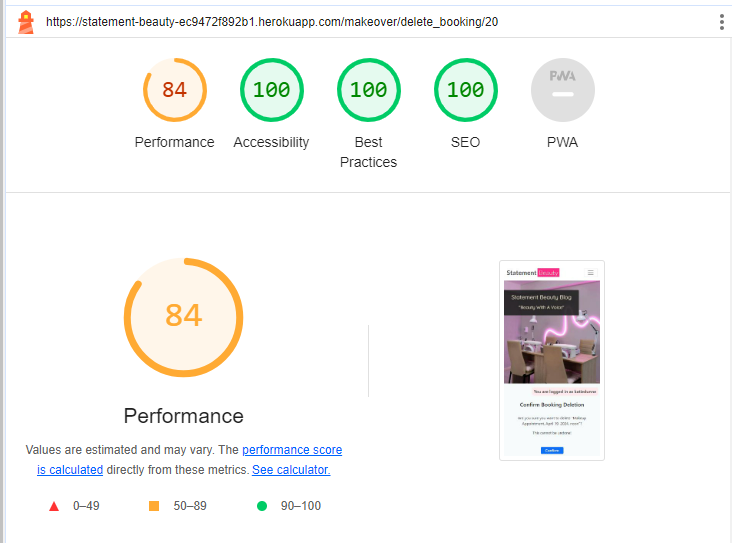 https://statement-beauty-ec9472f892b1.herokuapp.com/makeover/delete_booking/20
84 100 100 100 PWA
Performance Accessibility Best Practices SEO PWA
84
Performance
Values are estimated and may vary. The performance score
is calculated directly from these metrics. See calculator.
0–49 50–89 90–100
Statement Beauty
Statement Beauty Blog
"Beauty With A Voice"
You are logged in as
Confirm Booking Deletion
Are you sure you want to delete "Makeup
Appointment April
This cannot be undone!
Confirm